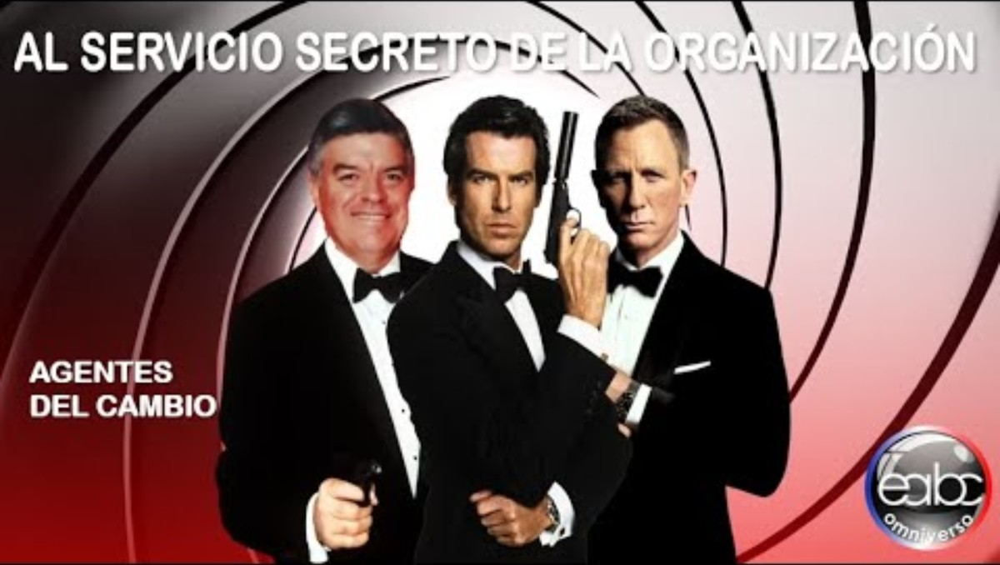 AL SERVICIO SECRETO DE LA ORGANIZACIÓN
AGENTES
DEL CAMBIO
eabc
omniverso